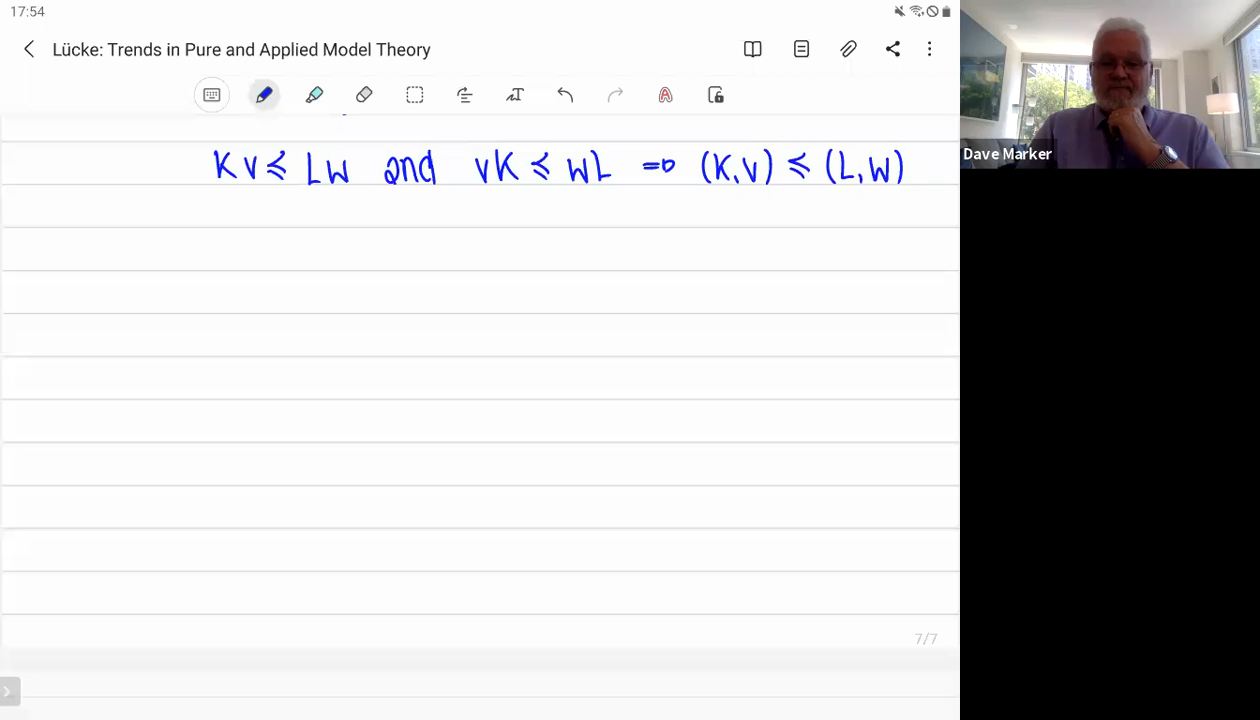 17:54
Lücke: Trends in Pure and Applied Model Theory
Kv ≼ Lw and vK ≼ wL ⇒ (K,v) ≼ (L,w)
Dave Marker
7/7